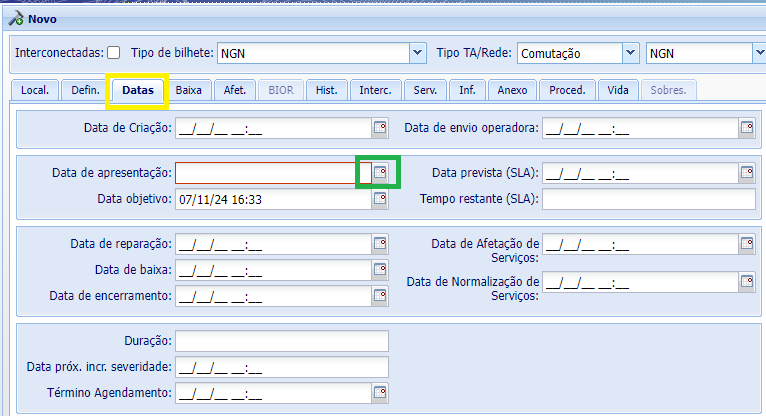 Novo
Interconectadas: Tipo de bilhete: NGN Tipo TA/Rede: Comutação NGN
Local. Defin. Datas Baixa Afet. BIOR Hist. Interc. Serv. Inf. Anexo Proced. Vida Sobres.
Data de Criação: __/__/__ __:__ Data de envio operadora: __/__/__ __:__
Data de apresentação: Data prevista (SLA): __/__/__ __:__
Data objetivo: 07/11/24 16:33 Tempo restante (SLA):
Data de reparação: __/__/__ __:__ Data de Afetação de
Serviços: __/__/__ __:__
Data de baixa: __/__/__ __:__
Data de encerramento: __/__/__ __:__ Data de Normalização de
Serviços: __/__/__ __:__
Duração:
Data próx. incr. severidade: __/__/__ __:__
Término Agendamento: __/__/__ __:__